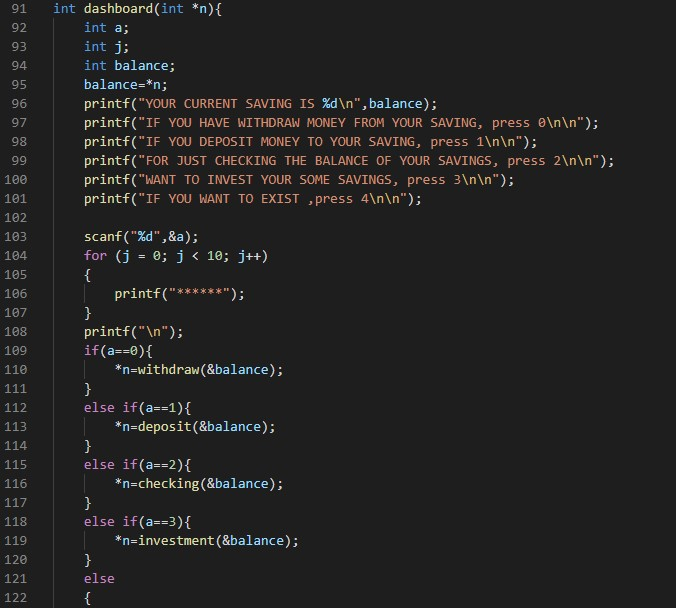 91 int dashboard(int *n){
92 int a;
93 int j;
94 int balance;
95 balance=*n;
96 printf("YOUR CURRENT SAVING IS %d\n",balance);
97 printf("IF YOU HAVE WITHDRAW MONEY FROM YOUR SAVING, press 0\n\n");
98 printf("IF YOU DEPOSIT MONEY TO YOUR SAVING, press 1\n\n");
99 printf("FOR JUST CHECKING THE BALANCE OF YOUR SAVINGS, press 2\n\n");
100 printf("WANT TO INVEST YOUR SOME SAVINGS, press 3\n\n");
101 printf("IF YOU WANT TO EXIST ,press 4\n\n");
102
103 scanf("%d",&a);
104 for (j = 0; j < 10; j++)
105 {
106 printf("******");
107 }
108 printf("\n");
109 if(a==0){
110 *n=withdraw(&balance);
111 }
112 else if(a==1){
113 *n=deposit(&balance);
114 }
115 else if(a==2){
116 *n=checking(&balance);
117 }
118 else if(a==3){
119 *n=investment(&balance);
120 }
121 else
122 {